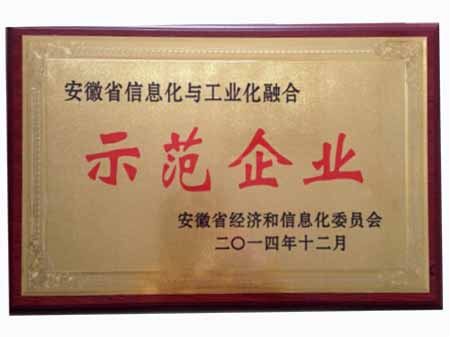 安徽省信息化与工业化融合
示范企业
安徽省经济和信息化委员会
二〇一四年十二月